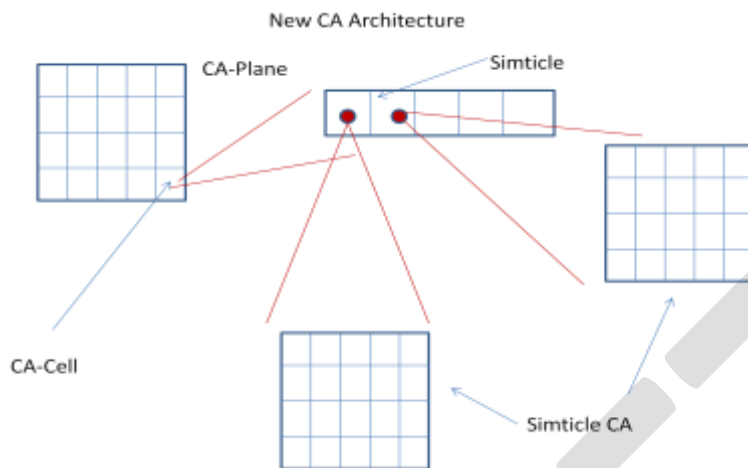 New CA Architecture
CA-Plane
Simticle
CA-Cell
Simticle CA